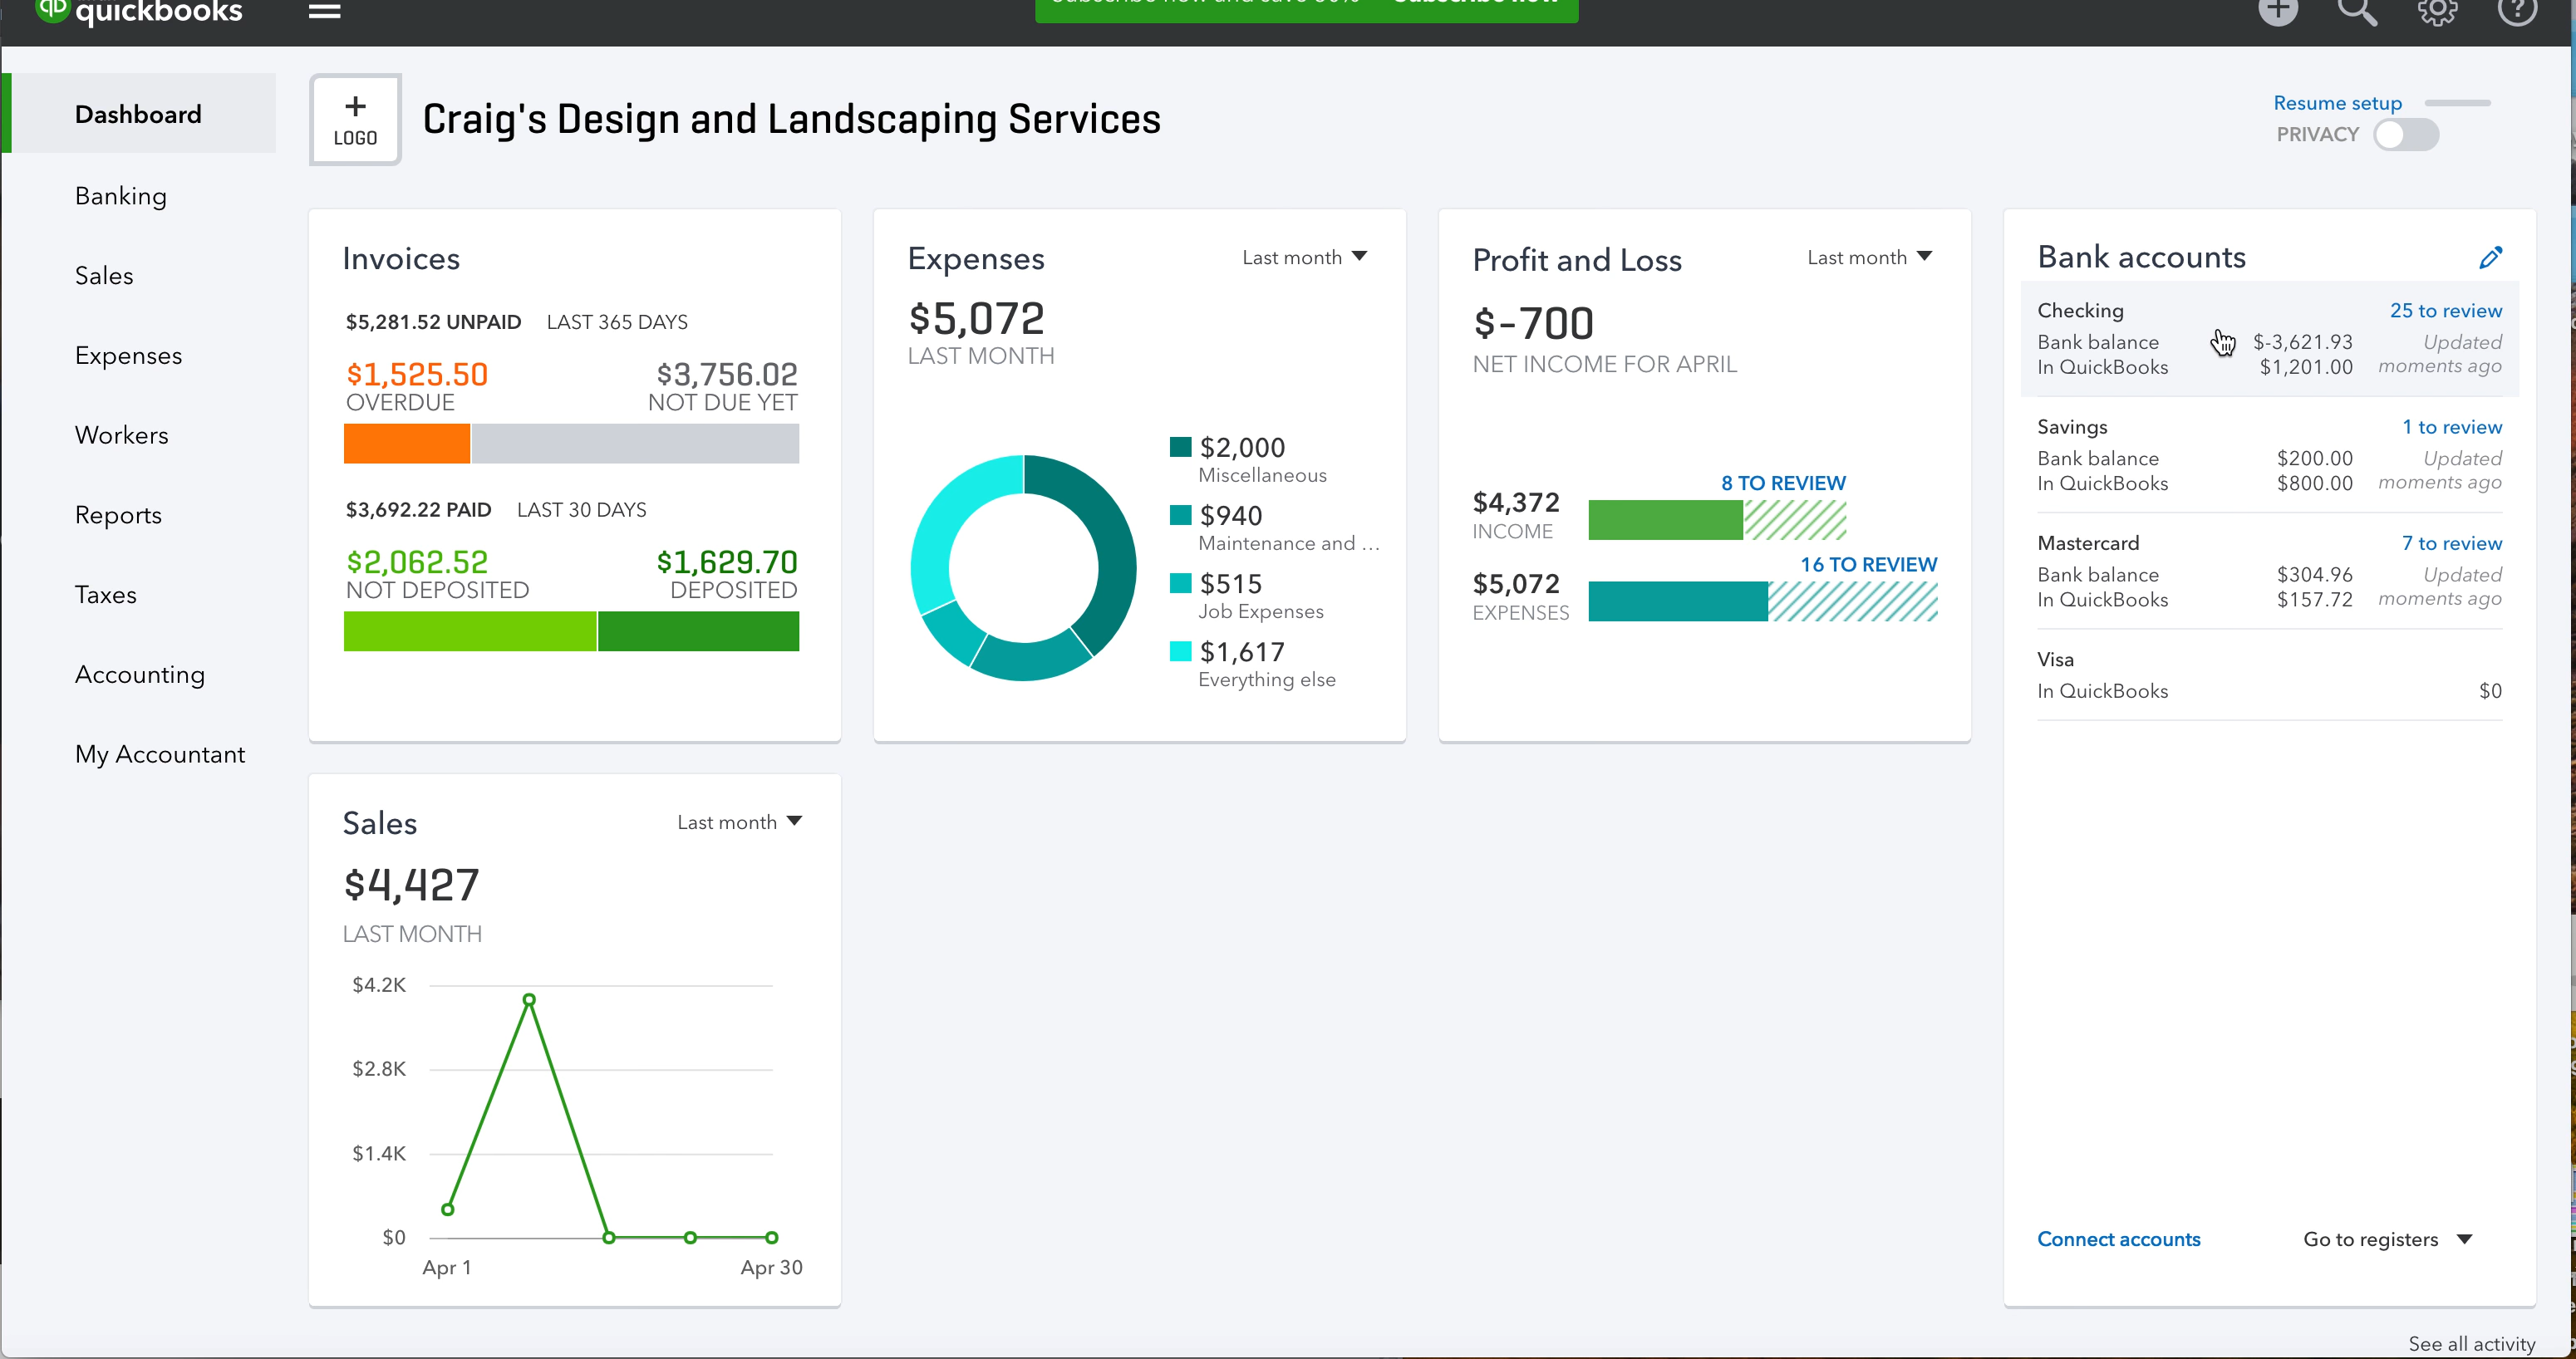 quickbooks
Subscribe now and save 50% Subscribe now
Dashboard
Banking
Sales
Expenses
Workers
Reports
Taxes
Accounting
My Accountant
+
LOGO
Craig's Design and Landscaping Services
Resume setup
PRIVACY
Invoices
$5,281.52 UNPAID LAST 365 DAYS
$1,525.50 $3,756.02
OVERDUE NOT DUE YET
$3,692.22 PAID LAST 30 DAYS
$2,062.52 $1,629.70
NOT DEPOSITED DEPOSITED
Expenses Last month
$5,072
LAST MONTH
$2,000
Miscellaneous
$940
Maintenance and ...
$515
Job Expenses
$1,617
Everything else
Profit and Loss Last month
$-700
NET INCOME FOR APRIL
8 TO REVIEW
$4,372
INCOME
16 TO REVIEW
$5,072
EXPENSES
Bank accounts
Checking 25 to review
Bank balance $-3,621.93 Updated
In QuickBooks $1,201.00 moments ago
Savings 1 to review
Bank balance $200.00 Updated
In QuickBooks $800.00 moments ago
Mastercard 7 to review
Bank balance $304.96 Updated
In QuickBooks $157.72 moments ago
Visa
In QuickBooks $0
Connect accounts Go to registers
Sales Last month
$4,427
LAST MONTH
$4.2K
$2.8K
$1.4K
$0
Apr 1 Apr 30
See all activity